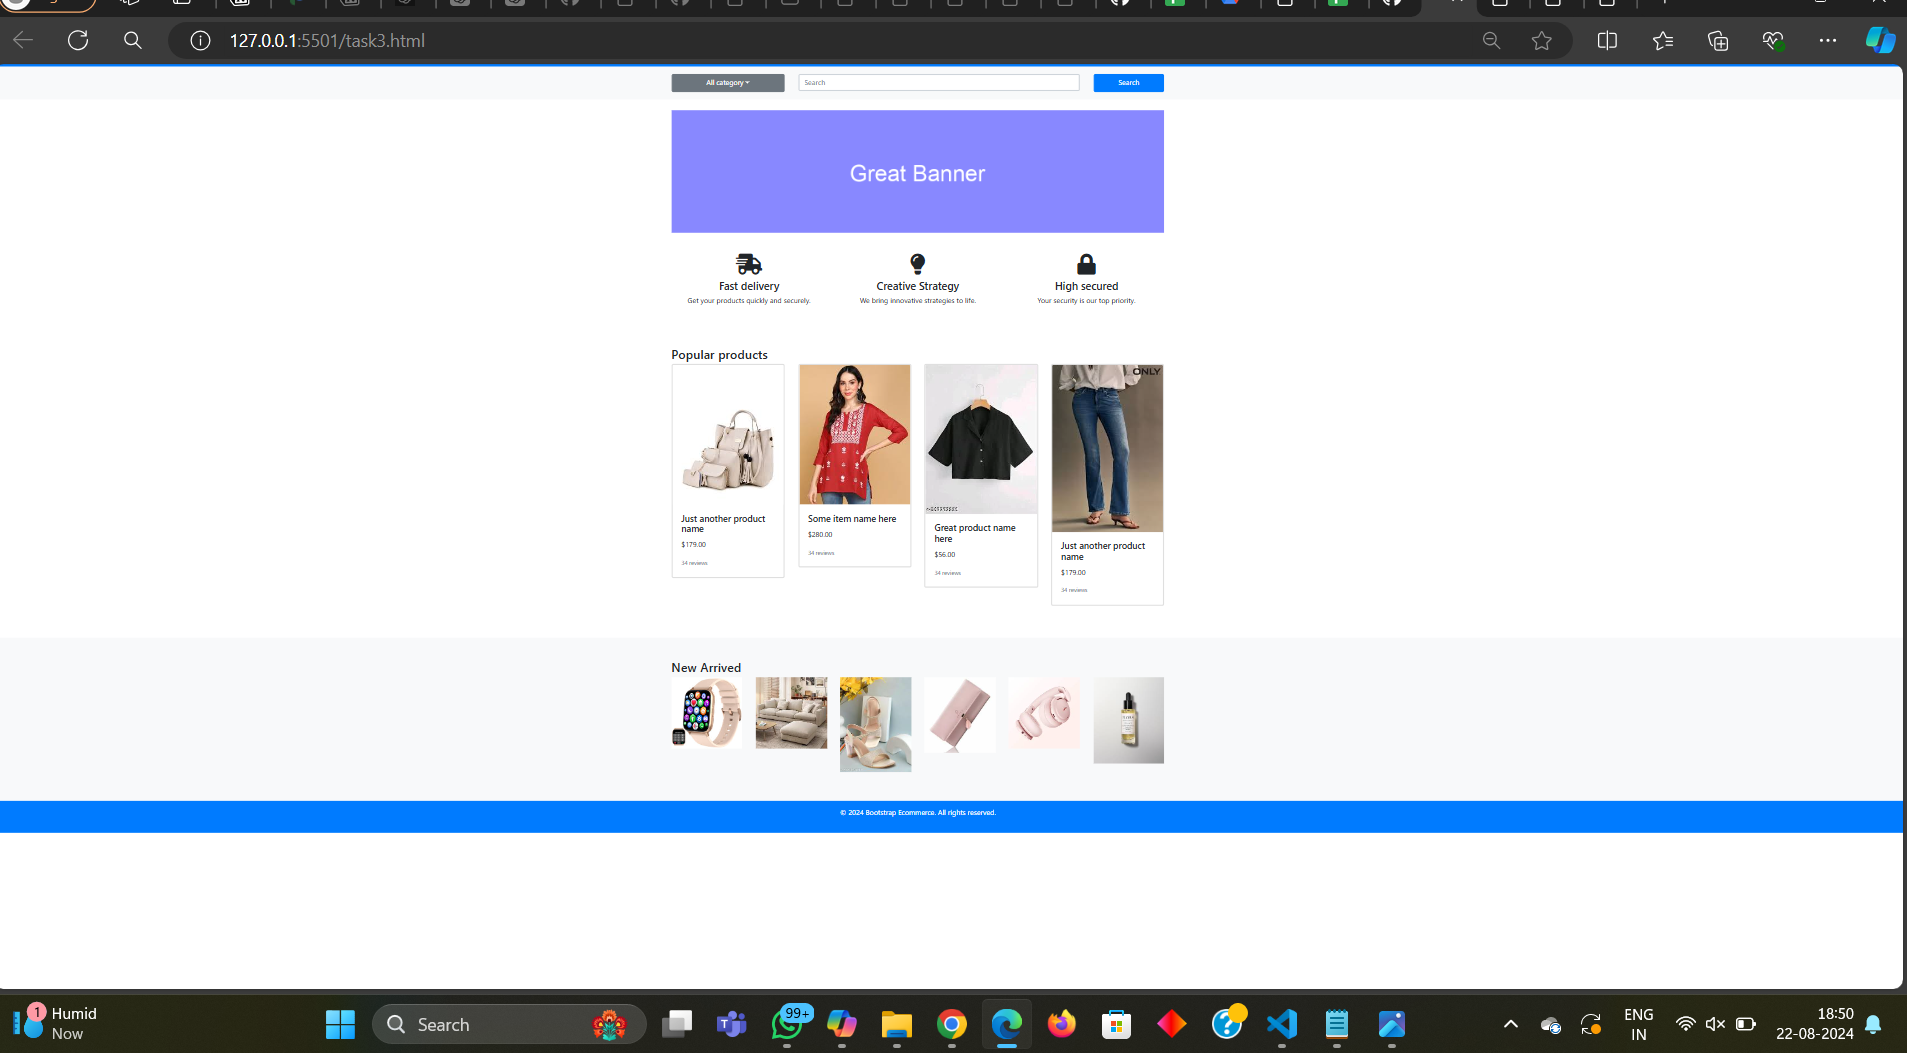 127.0.0.1:5501/task3.html
All category
Search
Search
Great Banner
Fast delivery
Get your products quickly and securely.
Creative Strategy
We bring innovative strategies to life.
High secured
Your security is our top priority.
Popular products
ONLY
Just another product
name
$179.00
34 reviews
Some item name here
$280.00
34 reviews
Great product name
here
$56.00
34 reviews
Just another product
name
$179.00
34 reviews
New Arrived
© 2024 Bootstrap Ecommerce. All rights reserved.
1
Humid
Now
Search
99+
ENG
IN
18:50
22-08-2024